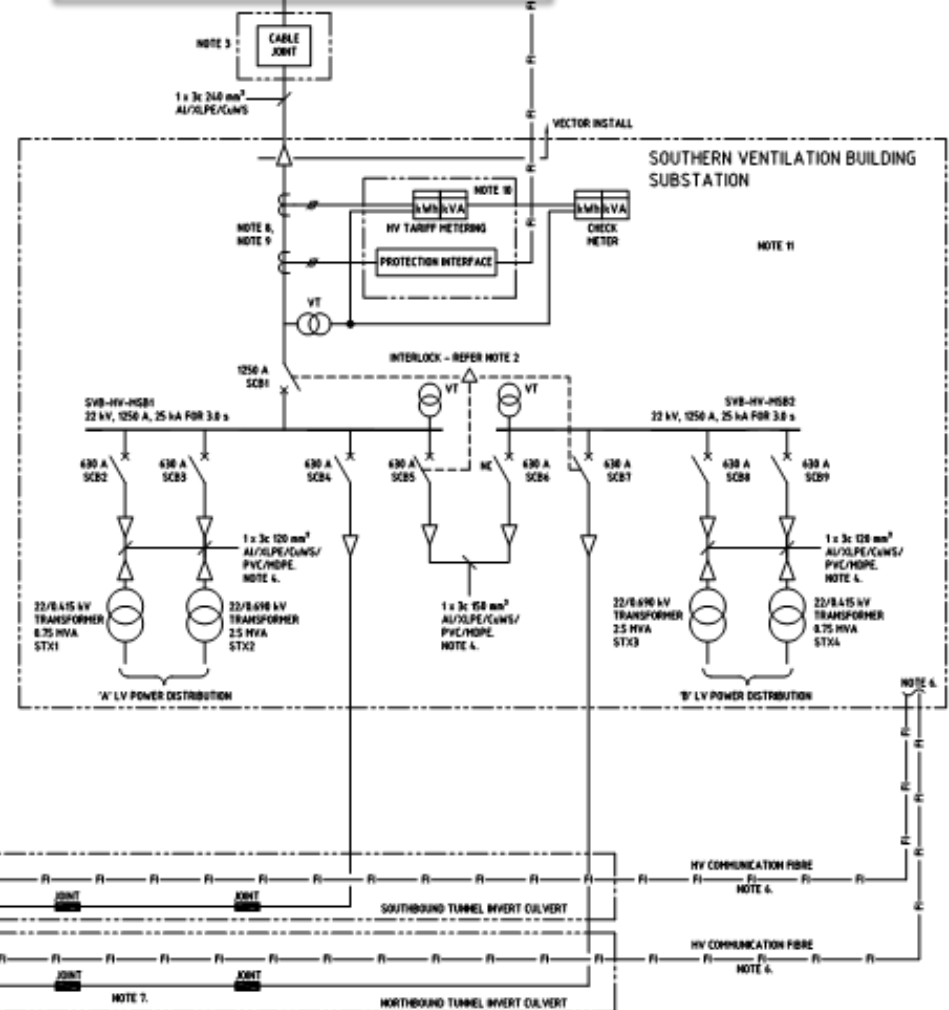 NOTE 3
CABLE
JOINT
1 x 3c 240 mm²
Al/XLPE/CuWS
FI
VECTOR INSTALL
SOUTHERN VENTILATION BUILDING
SUBSTATION
NOTE 10
kWh kVA
HV TARIFF METERING
kWh kVA
CHECK
METER
NOTE 8,
NOTE 9
NOTE 11
PROTECTION INTERFACE
VT
INTERLOCK - REFER NOTE 2
1250 A
SCB1
VT
VT
SVB-HV-MSB1
22 kV, 1250 A, 25 kA FOR 3.0 s
SVB-HV-MSB2
22 kV, 1250 A, 25 kA FOR 3.0 s
630 A
SCB2
630 A
SCB3
630 A
SCB4
630 A
SCB5
NC
630 A
SCB6
630 A
SCB7
630 A
SCB8
630 A
SCB9
1 x 3c 120 mm²
Al/XLPE/CuWS/
PVC/HDPE.
NOTE 4.
1 x 3c 150 mm²
Al/XLPE/CuWS/
PVC/HDPE.
NOTE 4.
1 x 3c 120 mm²
Al/XLPE/CuWS/
PVC/HDPE.
NOTE 4.
22/0.415 kV
TRANSFORMER
0.75 MVA
STX1
22/0.690 kV
TRANSFORMER
2.5 MVA
STX2
22/0.690 kV
TRANSFORMER
2.5 MVA
STX3
22/0.415 kV
TRANSFORMER
0.75 MVA
STX4
'A' LV POWER DISTRIBUTION
'B' LV POWER DISTRIBUTION
NOTE 6.
HV COMMUNICATION FIBRE
NOTE 6.
JOINT
JOINT
SOUTHBOUND TUNNEL INVERT CULVERT
HV COMMUNICATION FIBRE
NOTE 6.
JOINT
JOINT
NOTE 7.
NORTHBOUND TUNNEL INVERT CULVERT